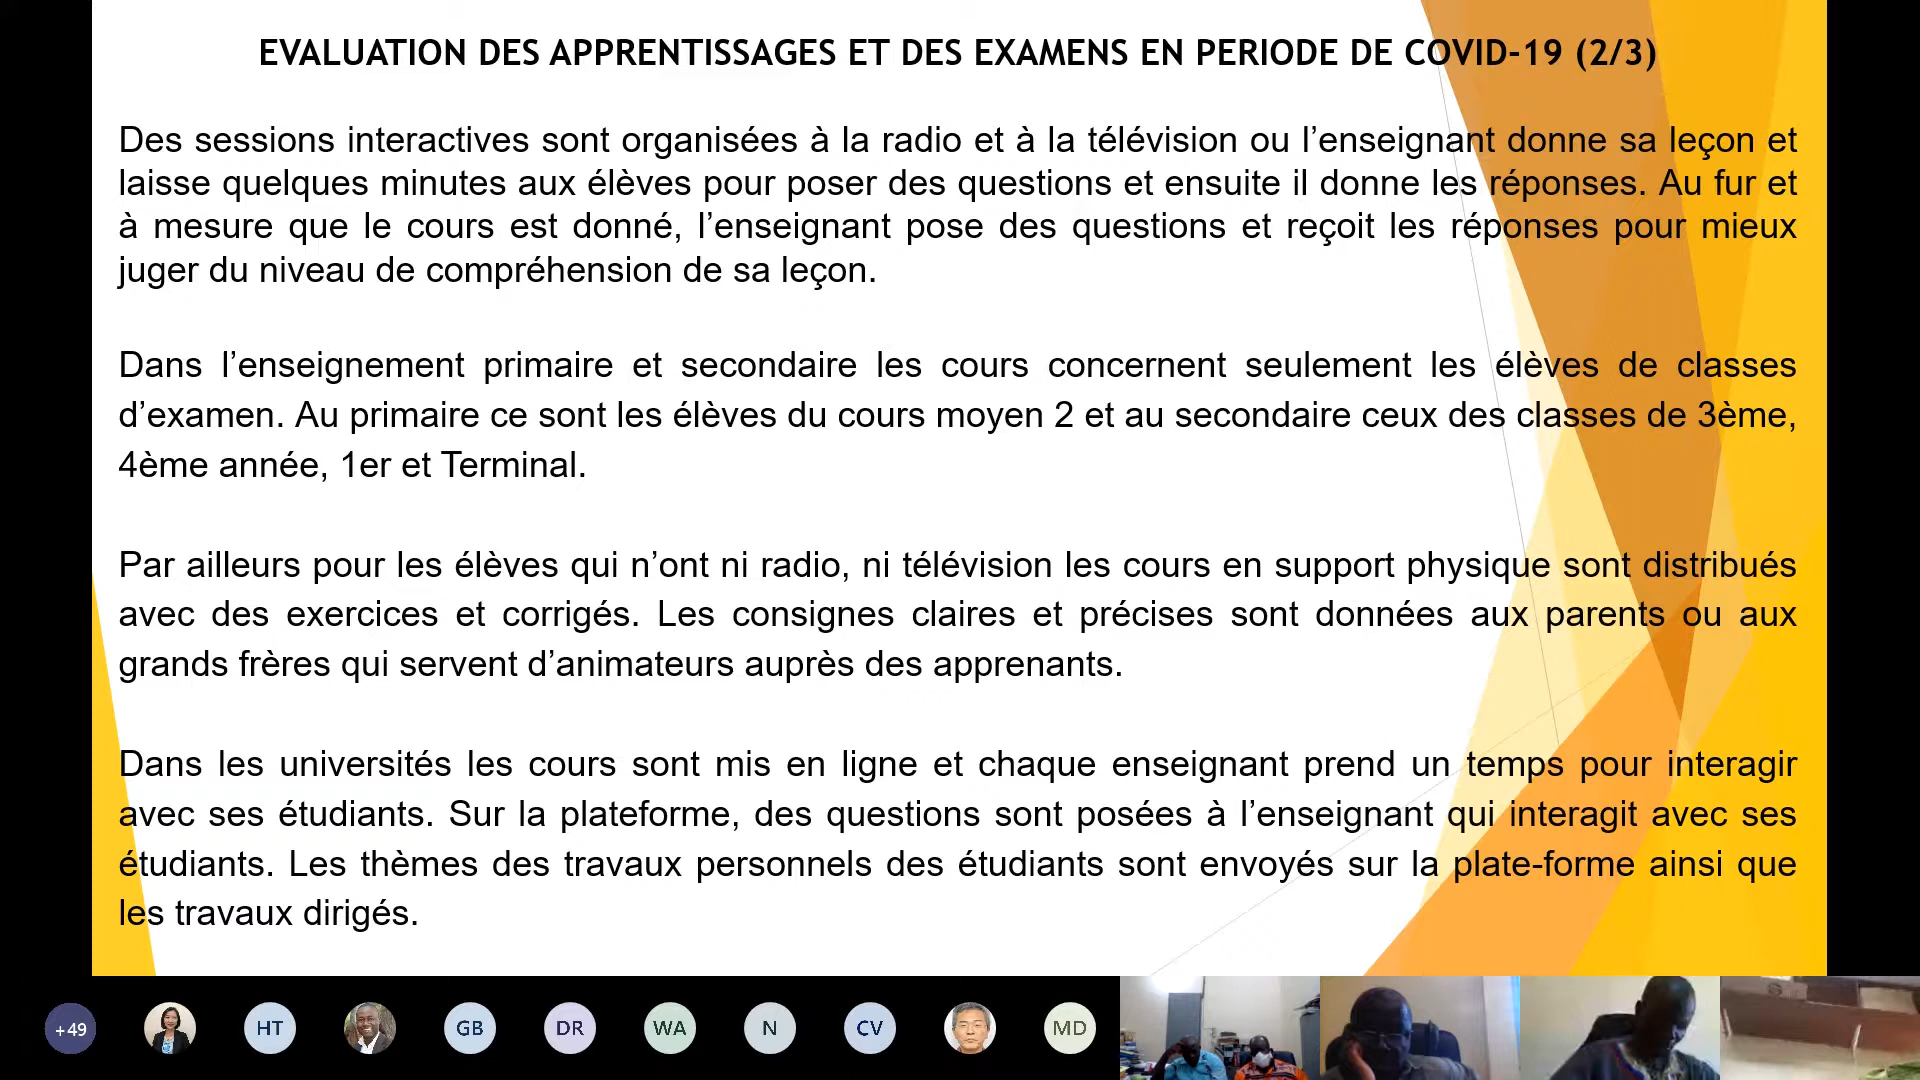 EVALUATION DES APPRENTISSAGES ET DES EXAMENS EN PERIODE DE COVID-19 (2/3)
Des sessions interactives sont organisées à la radio et à la télévision ou l’enseignant donne sa leçon et
laisse quelques minutes aux élèves pour poser des questions et ensuite il donne les réponses. Au fur et
à mesure que le cours est donné, l’enseignant pose des questions et reçoit les réponses pour mieux
juger du niveau de compréhension de sa leçon.
Dans l’enseignement primaire et secondaire les cours concernent seulement les élèves de classes
d’examen. Au primaire ce sont les élèves du cours moyen 2 et au secondaire ceux des classes de 3ème,
4ème année, 1er et Terminal.
Par ailleurs pour les élèves qui n’ont ni radio, ni télévision les cours en support physique sont distribués
avec des exercices et corrigés. Les consignes claires et précises sont données aux parents ou aux
grands frères qui servent d’animateurs auprès des apprenants.
Dans les universités les cours sont mis en ligne et chaque enseignant prend un temps pour interagir
avec ses étudiants. Sur la plateforme, des questions sont posées à l’enseignant qui interagit avec ses
étudiants. Les thèmes des travaux personnels des étudiants sont envoyés sur la plate-forme ainsi que
les travaux dirigés.
+49 HT GB DR WA N CV MD